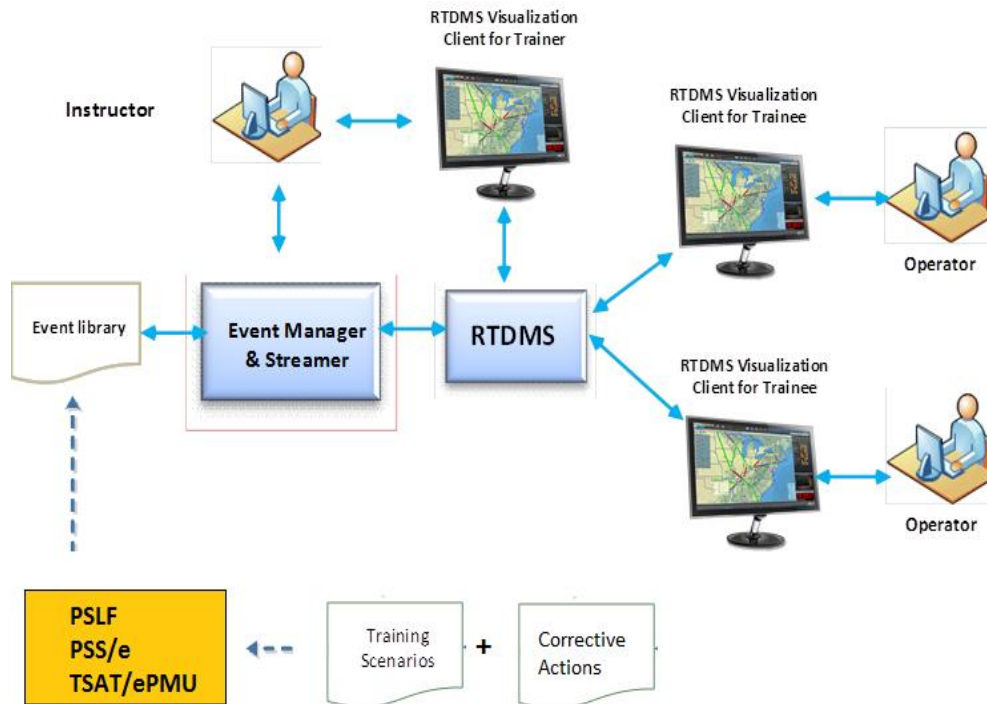 RTDMS Visualization
Client for Trainer
Instructor
RTDMS Visualization
Client for Trainee
Operator
Event library
Event Manager
& Streamer
RTDMS
RTDMS Visualization
Client for Trainee
Operator
PSLF
PSS/e
TSAT/ePMU
Training
Scenarios
+
Corrective
Actions